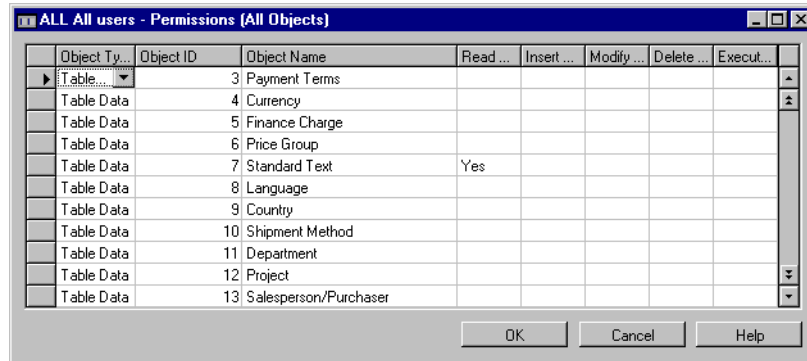 ALL All users - Permissions (All Objects)
Object Ty... Object ID Object Name Read ... Insert ... Modify ... Delete ... Execut...
Table... 3 Payment Terms
Table Data 4 Currency
Table Data 5 Finance Charge
Table Data 6 Price Group
Table Data 7 Standard Text Yes
Table Data 8 Language
Table Data 9 Country
Table Data 10 Shipment Method
Table Data 11 Department
Table Data 12 Project
Table Data 13 Salesperson/Purchaser
OK Cancel Help